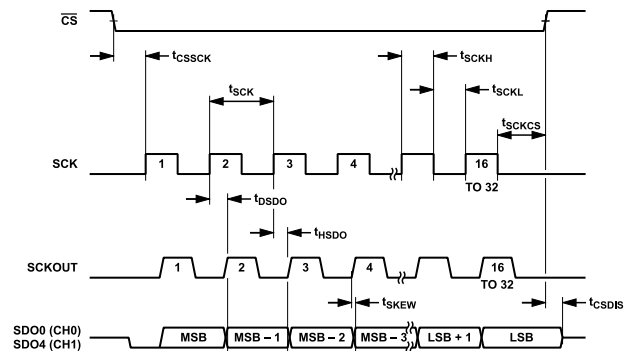 CS
tCSSCK
tSCKH
tSCK
tSCKL
tSCKCS
SCK
1 2 3 4 16
TO 32
tDSDO
tHSDO
SCKOUT
1 2 3 4 16
TO 32
tSKEW
tCSDIS
SDO0 (CH0)
SDO4 (CH1)
MSB MSB – 1 MSB – 2 MSB – 3 LSB + 1 LSB